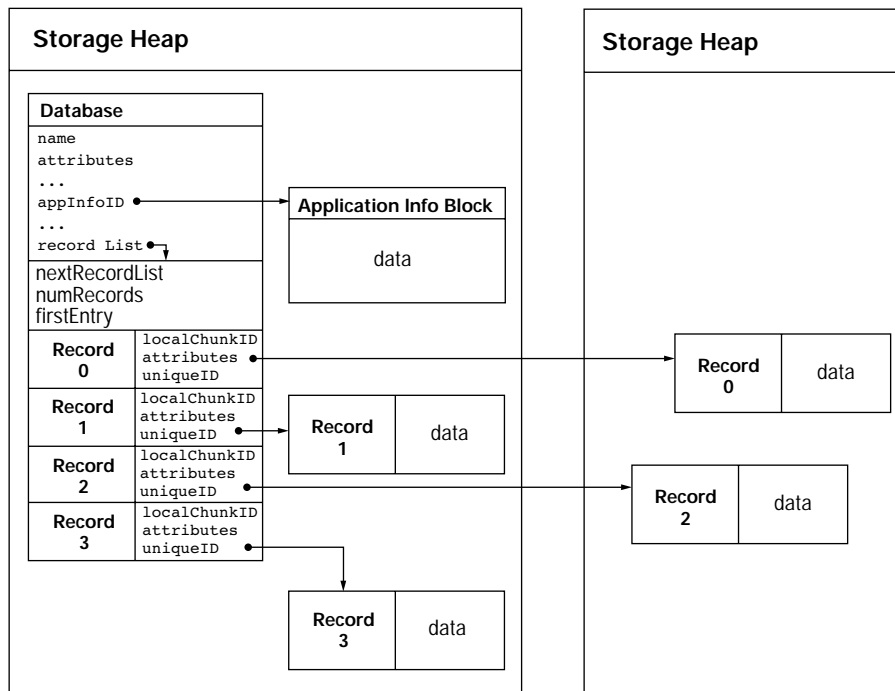 Storage Heap
Database
name
attributes
...
appInfoID
...
record List
nextRecordList
numRecords
firstEntry
Record
0
localChunkID
attributes
uniqueID
Record
1
localChunkID
attributes
uniqueID
Record
2
localChunkID
attributes
uniqueID
Record
3
localChunkID
attributes
uniqueID
Application Info Block
data
Record
1
data
Record
3
data
Storage Heap
Record
0
data
Record
2
data